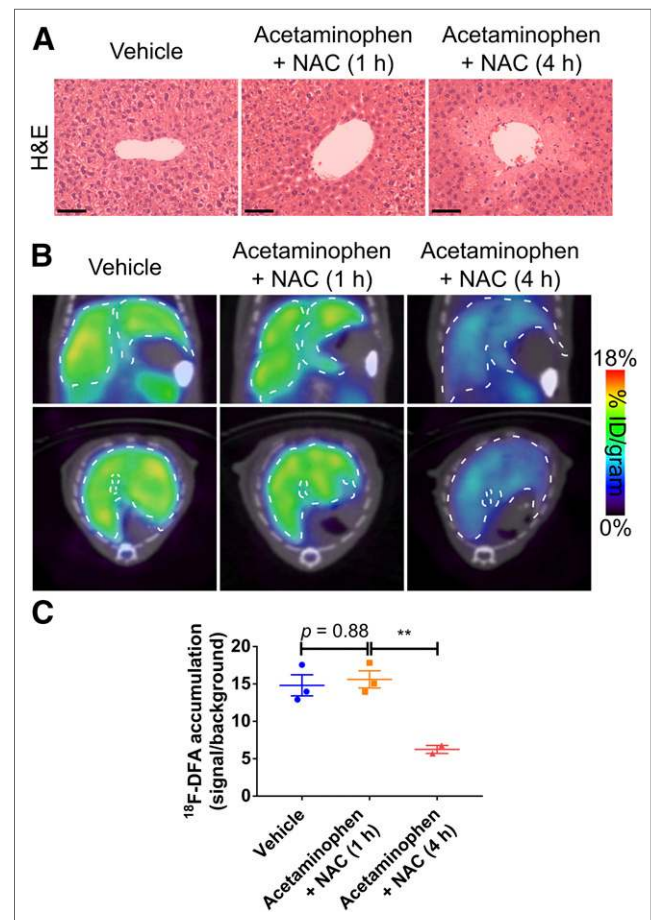 A
Vehicle
Acetaminophen
+ NAC (1 h)
Acetaminophen
+ NAC (4 h)
H&E
B
Vehicle
Acetaminophen
+ NAC (1 h)
Acetaminophen
+ NAC (4 h)
18%
% ID/gram
0%
C
p = 0.88
**
¹⁸F-DFA accumulation
(signal/background)
20
15
10
5
0
Vehicle
Acetaminophen
+ NAC (1 h)
Acetaminophen
+ NAC (4 h)